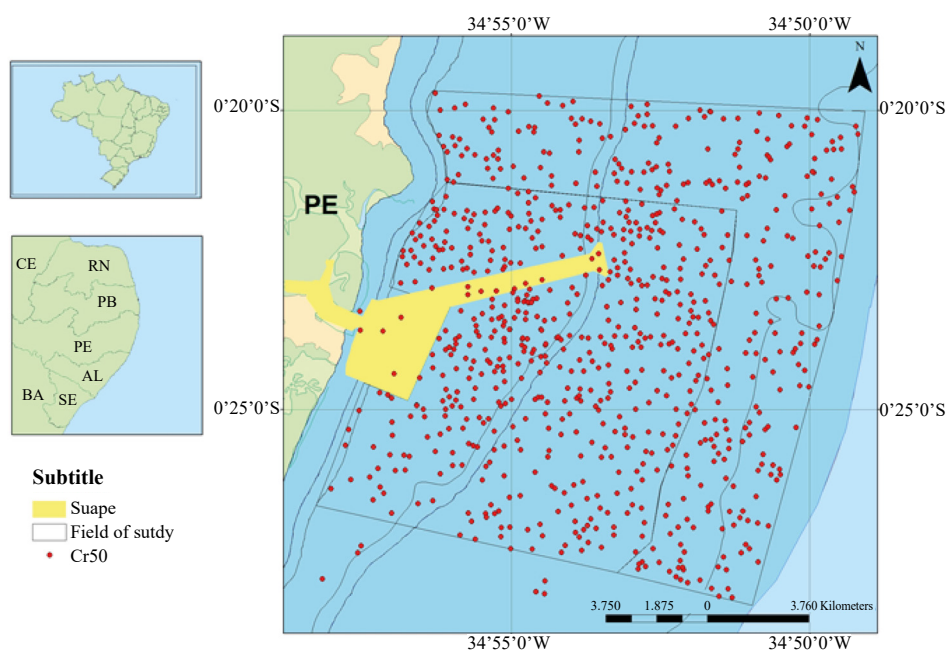 34°55'0"W
34°50'0"W
N
0°20'0"S
0°20'0"S
PE
CE
RN
PB
PE
AL
BA
SE
0°25'0"S
0°25'0"S
Subtitle
Suape
Field of sutdy
Cr50
3.750 1.875 0 3.760 Kilometers
34°55'0"W
34°50'0"W